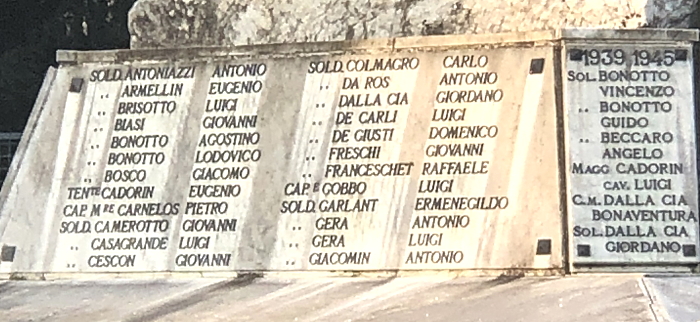 SOLD. ANTONIAZZI ANTONIO
,, ARMELLIN EUGENIO
,, BRISOTTO LUIGI
,, BIASI GIOVANNI
,, BONOTTO AGOSTINO
,, BONOTTO LODOVICO
,, BOSCO GIACOMO
TENTE CADORIN EUGENIO
CAP. M RE CARNELOS PIETRO
SOLD. CAMEROTTO GIOVANNI
,, CASAGRANDE LUIGI
,, CESCON GIOVANNI
SOLD. COLMAGRO CARLO
,, DA ROS ANTONIO
,, DALLA CIA GIORDANO
,, DE CARLI LUIGI
,, DE GIUSTI DOMENICO
,, FRESCHI GIOVANNI
,, FRANCESCHET RAFFAELE
CAP. E GOBBO LUIGI
SOLD. GARLANT ERMENEGILDO
,, GERA ANTONIO
,, GERA LUIGI
,, GIACOMIN ANTONIO
1939 1945
SOL. BONOTTO
VINCENZO
,, BONOTTO
GUIDO
,, BECCARO
ANGELO
MAGG CADORIN
CAV. LUIGI
C.M. DALLA CIA
BONAVENTURA
SOL. DALLA CIA
GIORDANO